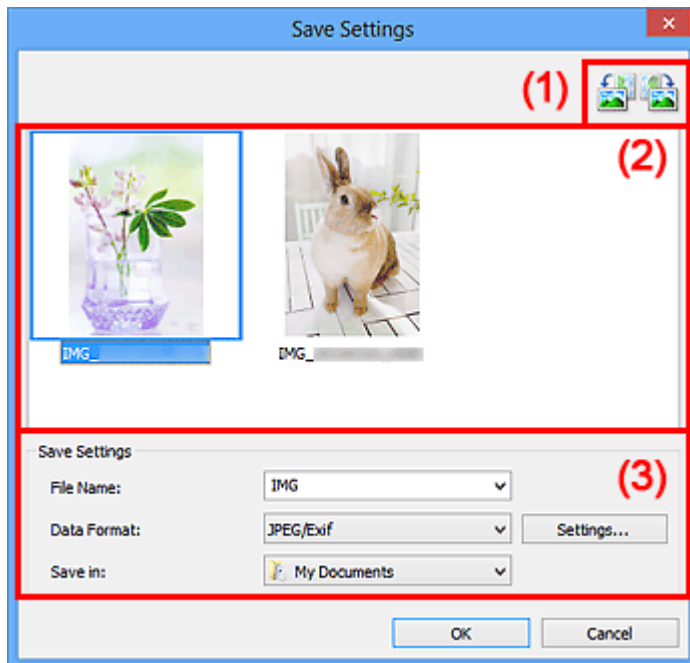 Save Settings
(1)
(2)
IMG_
IMG_
Save Settings
(3)
File Name:
IMG
Data Format:
JPEG/Exif
Settings...
Save in:
My Documents
OK
Cancel